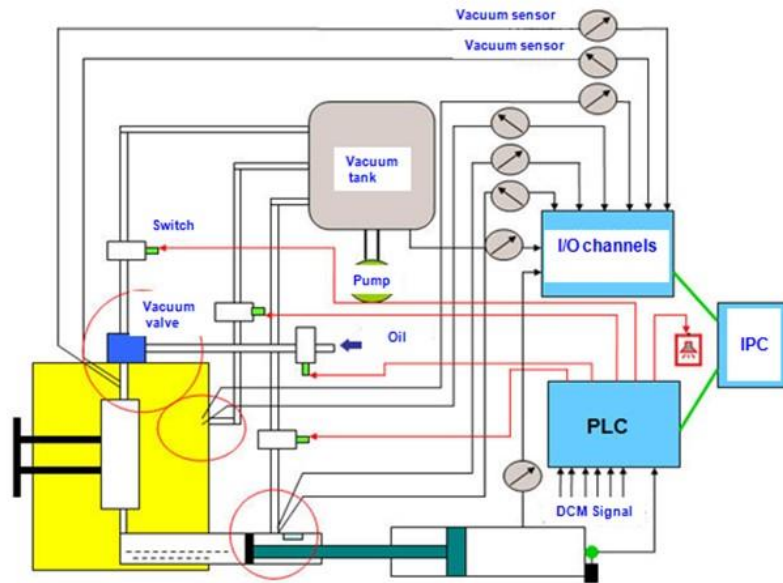 Vacuum sensor
Vacuum sensor
Vacuum
tank
Switch
I/O channels
Pump
Vacuum
valve
Oil
IPC
PLC
DCM Signal